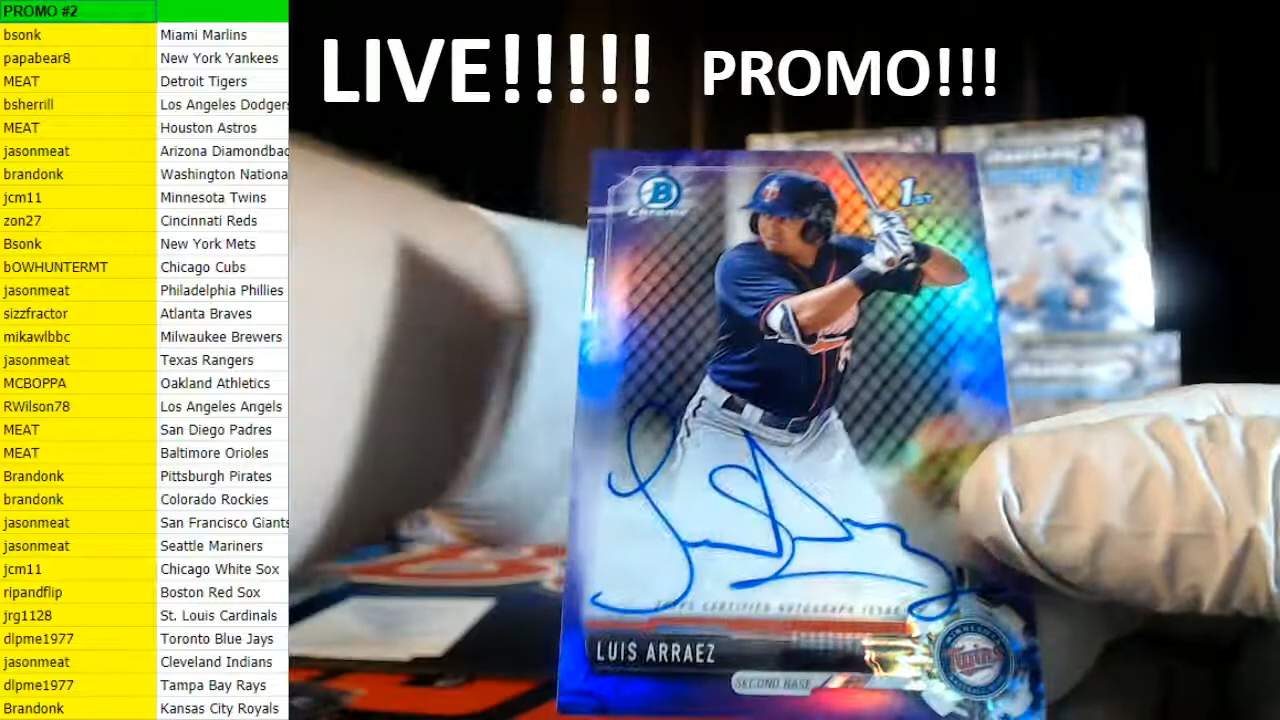 PROMO #2
bsonk Miami Marlins
papabear8 New York Yankees
MEAT Detroit Tigers
bsherrill Los Angeles Dodgers
MEAT Houston Astros
jasonmeat Arizona Diamondbac
brandonk Washington Nationa
jcm11 Minnesota Twins
zon27 Cincinnati Reds
Bsonk New York Mets
bOWHUNTERMT Chicago Cubs
jasonmeat Philadelphia Phillies
sizzfractor Atlanta Braves
mikawlbbc Milwaukee Brewers
jasonmeat Texas Rangers
MCBOPPA Oakland Athletics
RWilson78 Los Angeles Angels
MEAT San Diego Padres
MEAT Baltimore Orioles
Brandonk Pittsburgh Pirates
brandonk Colorado Rockies
jasonmeat San Francisco Giants
jasonmeat Seattle Mariners
jcm11 Chicago White Sox
ripandflip Boston Red Sox
jrg1128 St. Louis Cardinals
dlpme1977 Toronto Blue Jays
jasonmeat Cleveland Indians
dlpme1977 Tampa Bay Rays
Brandonk Kansas City Royals
LIVE!!!!! PROMO!!!
B
Chrome
1ST
TOPPS CERTIFIED AUTOGRAPH ISSUE
LUIS ARRAEZ
SECOND BASE
MINNESOTA
Twins